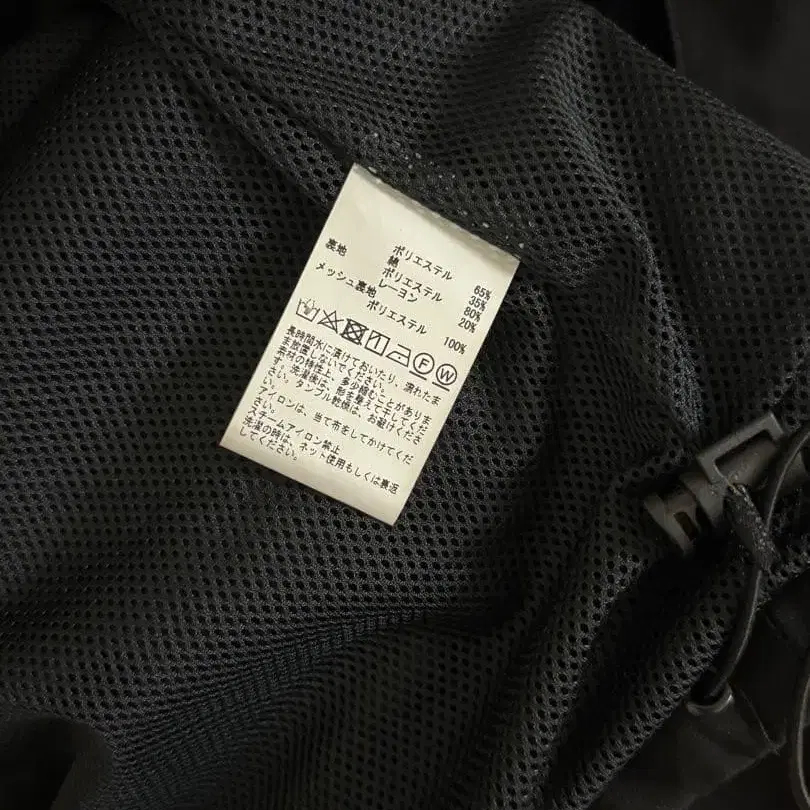 表地 ポリエステル 65%
綿 35%
ポリエステル 80%
レーヨン 20%
メッシュ裏地
ポリエステル 100%
F W
長時間水に漬けておいたり、濡れたま
ま放置しないでください。
素材の特性上、多少縮むことがありま
す。洗濯後は、形を整えて干してくだ
さい。タンブル乾燥は、お避けくださ
い。
アイロンは、当て布をしてかけてくだ
さい。
スチームアイロン禁止
洗濯の時は、ネット使用もしくは裏返
してください。